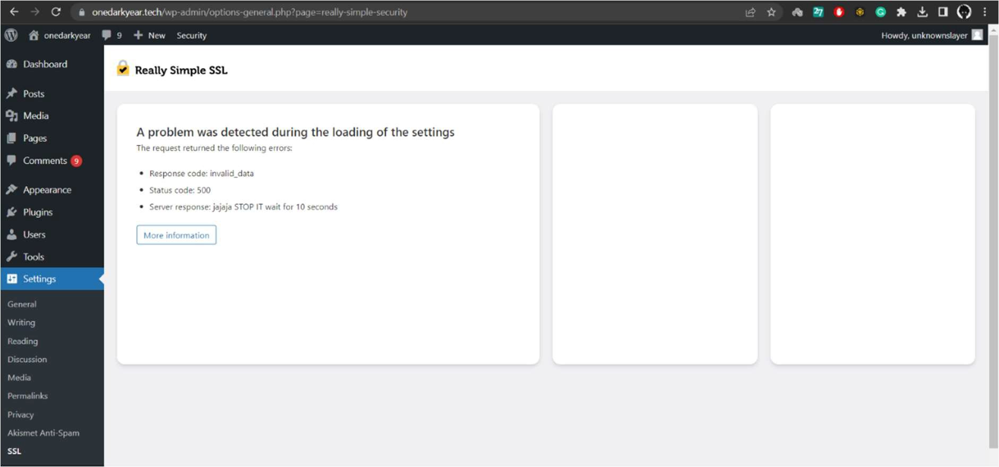 onedarkyear.tech/wp-admin/options-general.php?page=really-simple-security
27
onedarkyear 9 New Security
Howdy, unknownslayer
Dashboard
Posts
Media
Pages
Comments 9
Appearance
Plugins
Users
Tools
Settings
General
Writing
Reading
Discussion
Media
Permalinks
Privacy
Akismet Anti-Spam
SSL
Really Simple SSL
A problem was detected during the loading of the settings
The request returned the following errors:
• Response code: invalid_data
• Status code: 500
• Server response: jajaja STOP IT wait for 10 seconds
More information